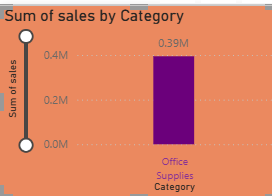 Sum of sales by Category
0.39M
0.4M
0.2M
0.0M
Sum of sales
Office
Supplies
Category